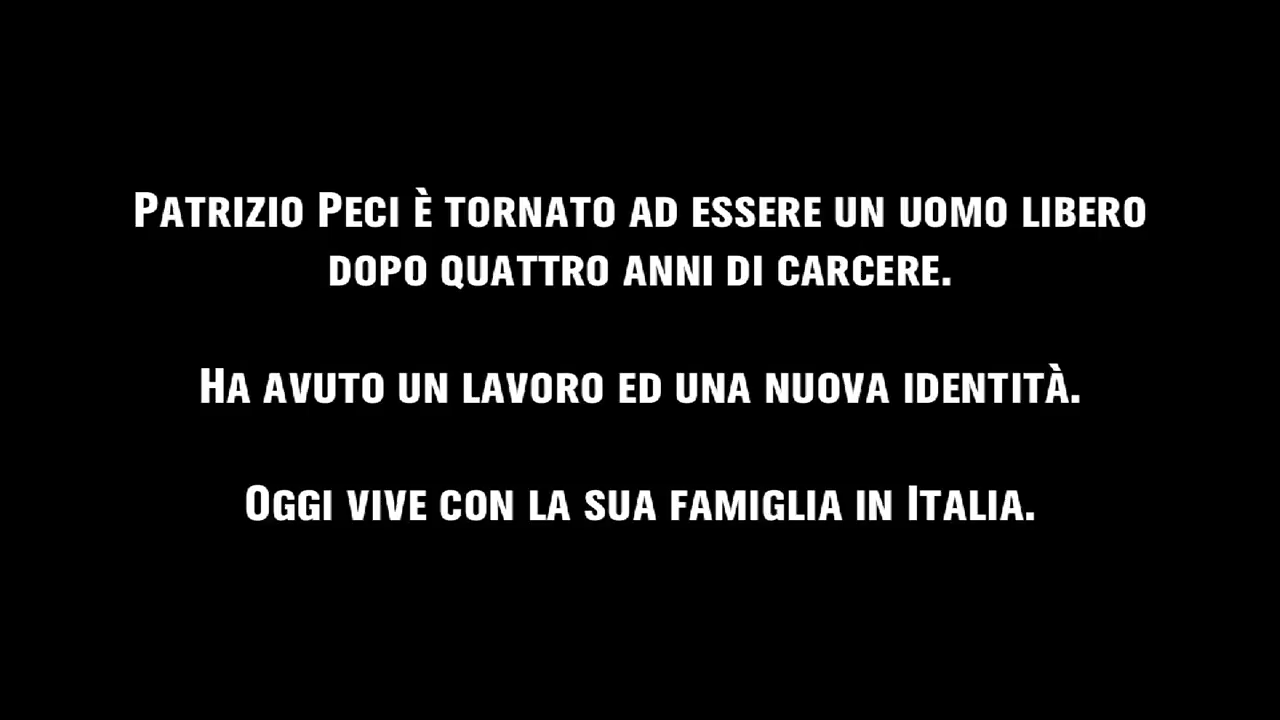 Patrizio Peci è tornato ad essere un uomo libero
dopo quattro anni di carcere.
Ha avuto un lavoro ed una nuova identità.
Oggi vive con la sua famiglia in Italia.